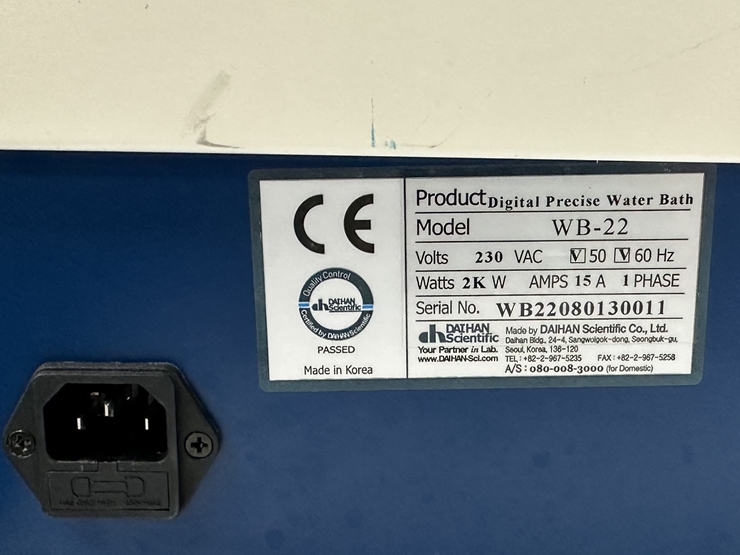 CE
Quality Control
DAIHAN
Scientific
Certified by DAIHAN Scientific
PASSED
Made in Korea
Product Digital Precise Water Bath
Model WB-22
Volts 230 VAC V 50 V 60 Hz
Watts 2K W AMPS 15 A 1 PHASE
Serial No. WB22080130011
DAIHAN
Scientific
Your Partner in Lab.
www.DAIHAN-Sci.com
Made by DAIHAN Scientific Co., Ltd.
Daihan Bldg., 24-4, Sangwolgok-dong, Seongbuk-gu,
Seoul, Korea, 136-120
TEL : +82-2-967-5235 FAX : +82-2-967-5258
A/S : 080-008-3000 (for Domestic)